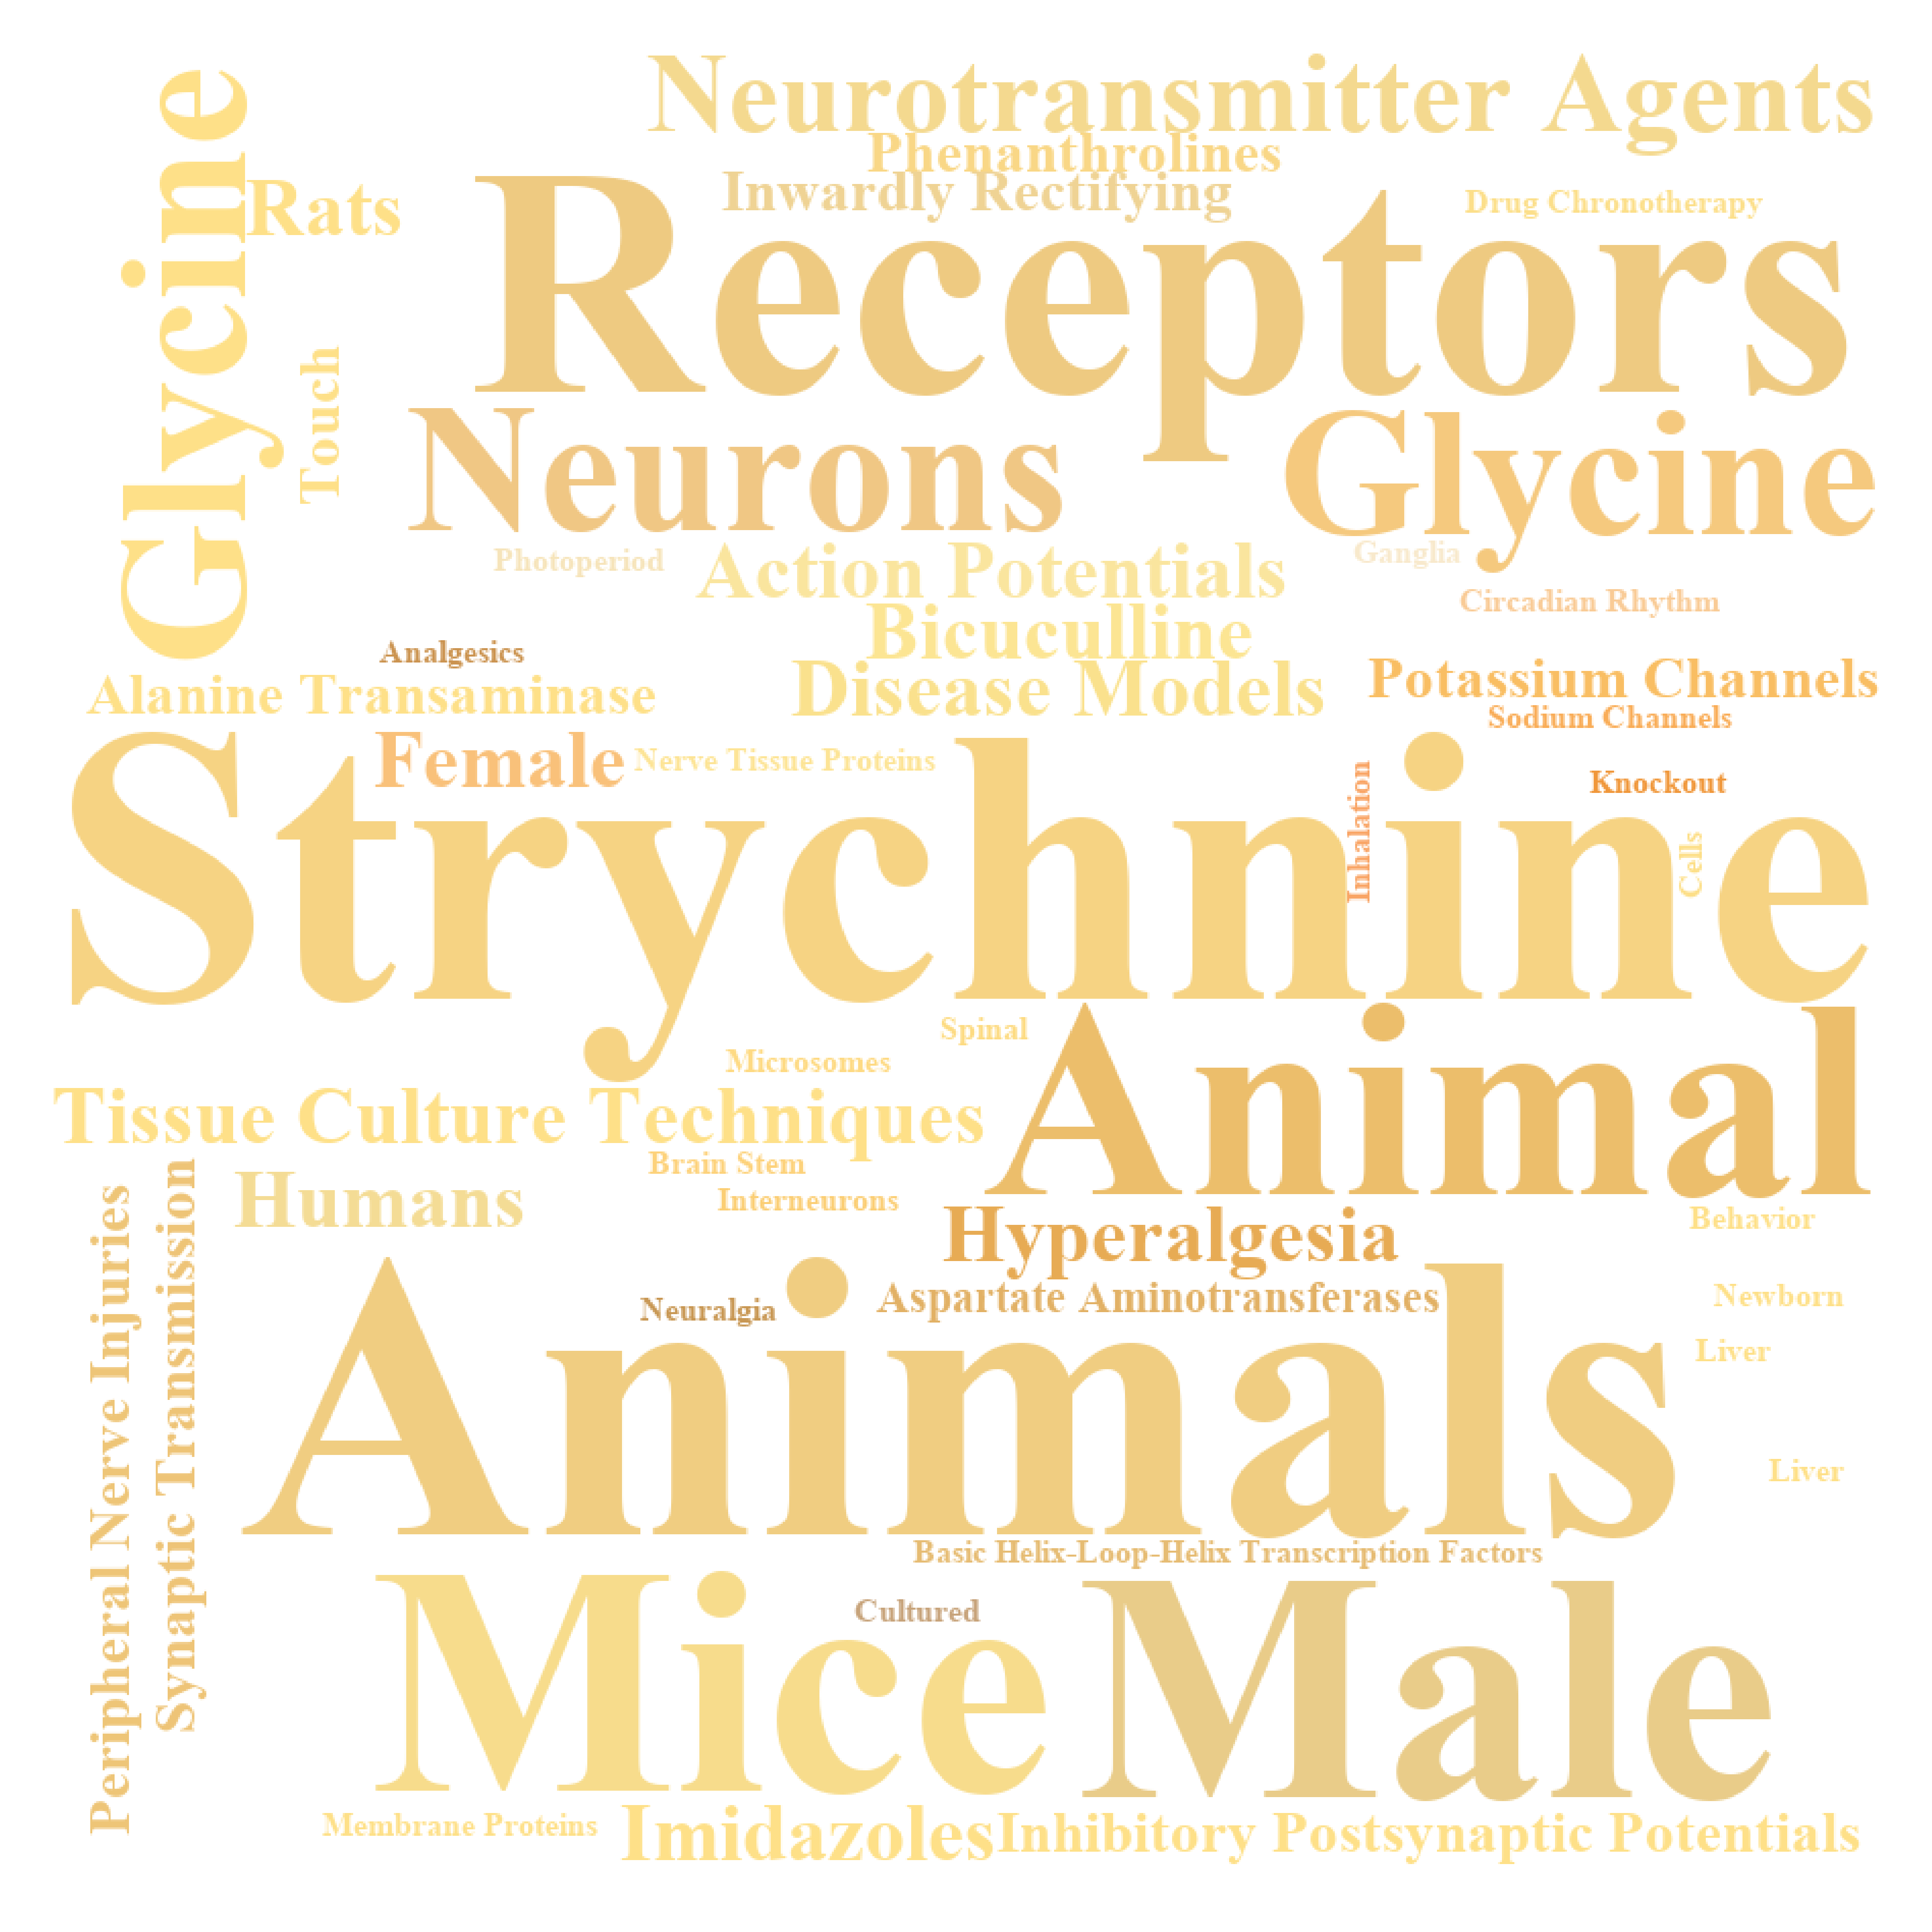 Neurotransmitter Agents
Phenanthrolines
Inwardly Rectifying
Drug Chronotherapy
Glycine
Rats
Receptors
Touch
Neurons
Glycine
Photoperiod
Action Potentials
Ganglia
Circadian Rhythm
Bicuculline
Analgesics
Alanine Transaminase
Disease Models
Potassium Channels
Sodium Channels
Female
Nerve Tissue Proteins
Strychnine
Inhalation
Knockout
Cells
Spinal
Microsomes
Animal
Tissue Culture Techniques
Brain Stem
Interneurons
Humans
Hyperalgesia
Behavior
Peripheral Nerve Injuries
Synaptic Transmission
Neuralgia
Aspartate Aminotransferases
Newborn
Liver
Animals
Liver
Basic Helix-Loop-Helix Transcription Factors
Mice
Cultured
Male
Membrane Proteins
Imidazoles
Inhibitory Postsynaptic Potentials